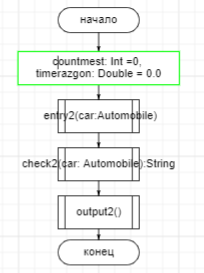 начало
countmest: Int =0,
timerazgon: Double = 0.0
entry2(car:Automobile)
check2(car: Automobile):String
output2()
конец